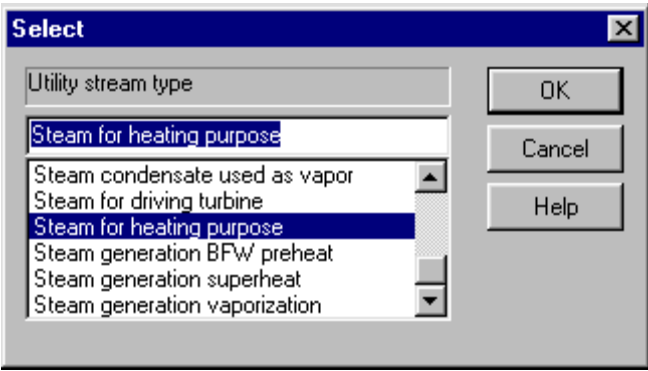 Select
Utility stream type
OK
Steam for heating purpose
Cancel
Steam condensate used as vapor
Steam for driving turbine
Help
Steam for heating purpose
Steam generation BFW preheat
Steam generation superheat
Steam generation vaporization